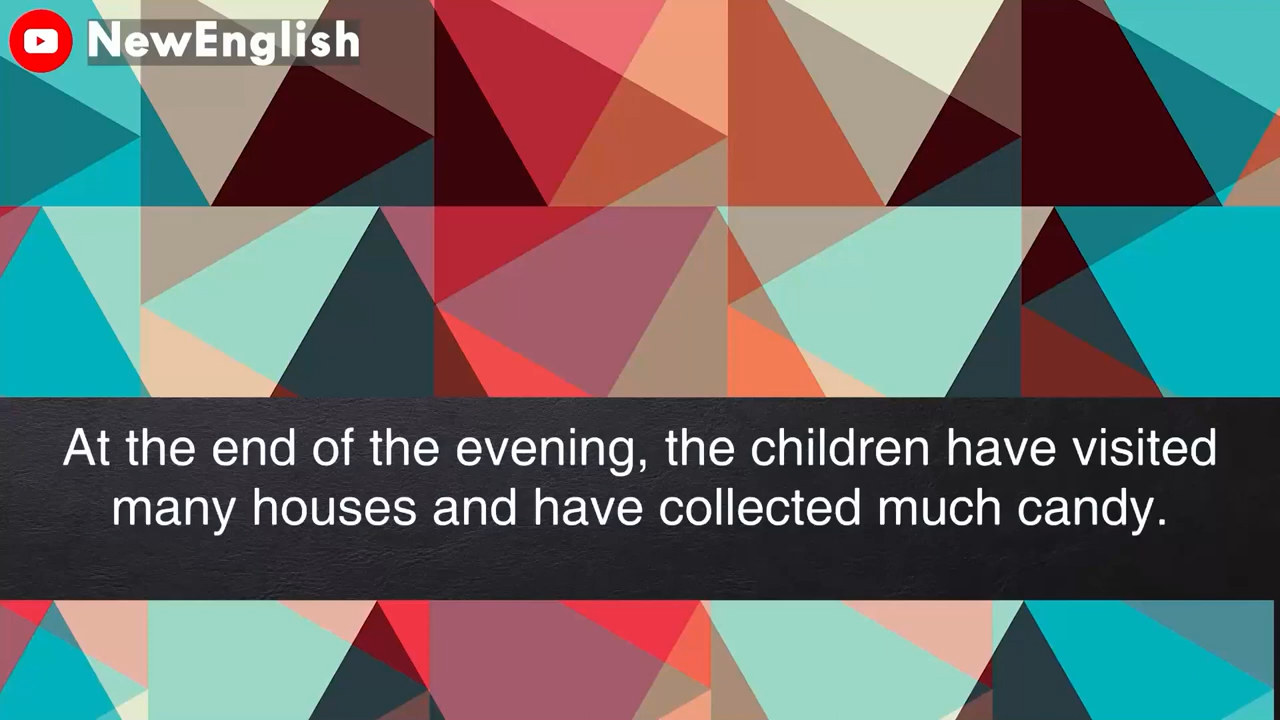 NewEnglish
At the end of the evening, the children have visited
many houses and have collected much candy.